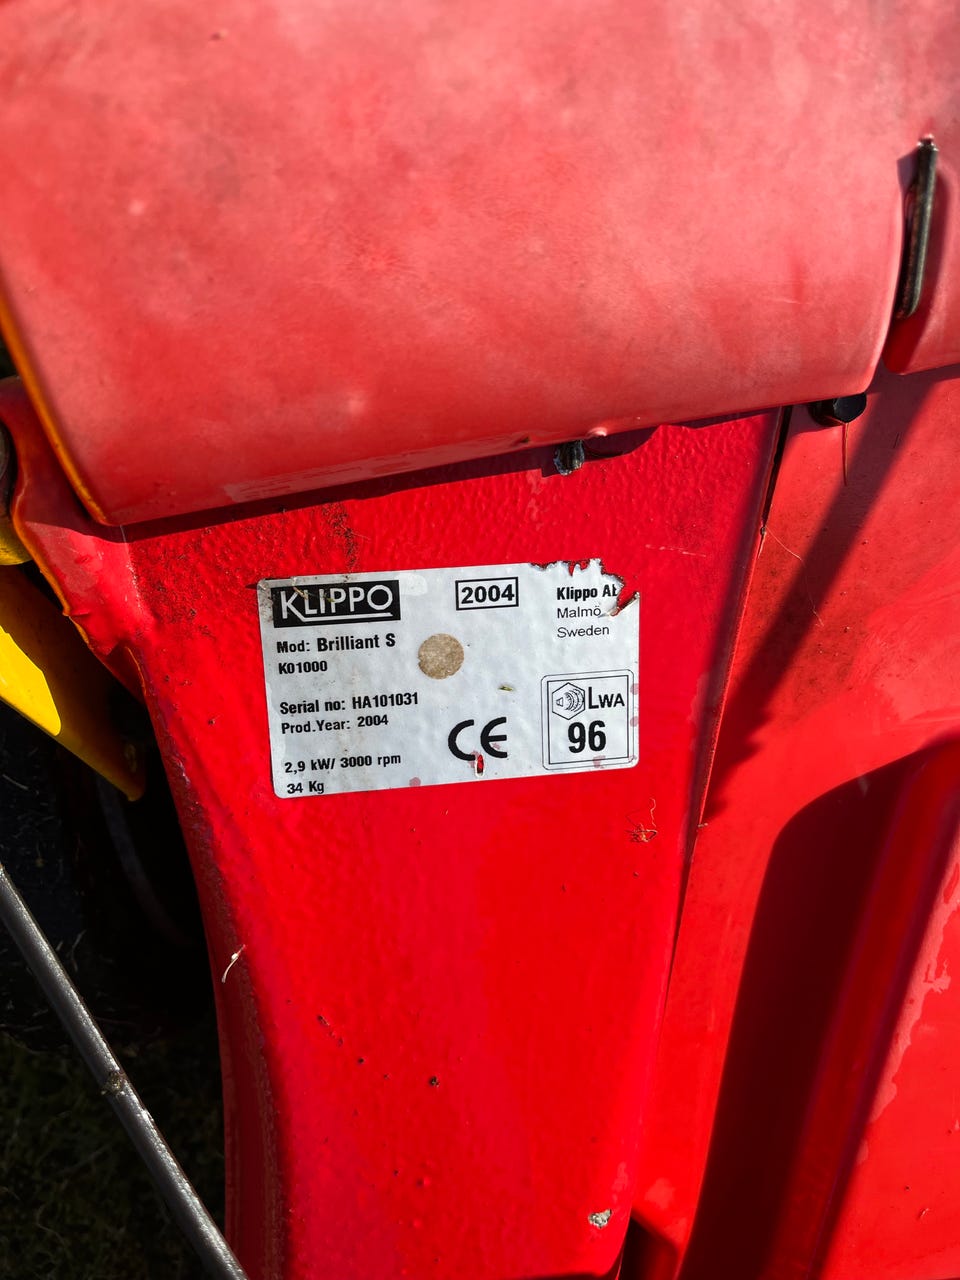 KLIPPO
2004
Klippo AB
Malmö
Sweden
Mod: Brilliant S
K01000
Serial no: HA101031
Prod.Year: 2004
2,9 kW/ 3000 rpm
34 Kg
CE
LWA
96